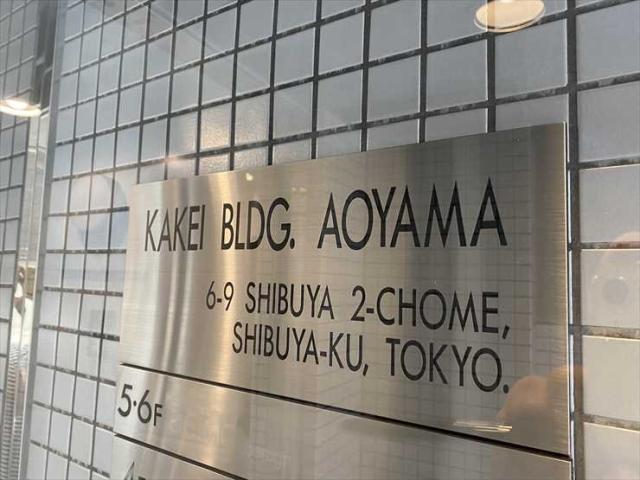 KAKEI BLDG. AOYAMA
6-9 SHIBUYA 2-CHOME,
SHIBUYA-KU, TOKYO.
5·6F